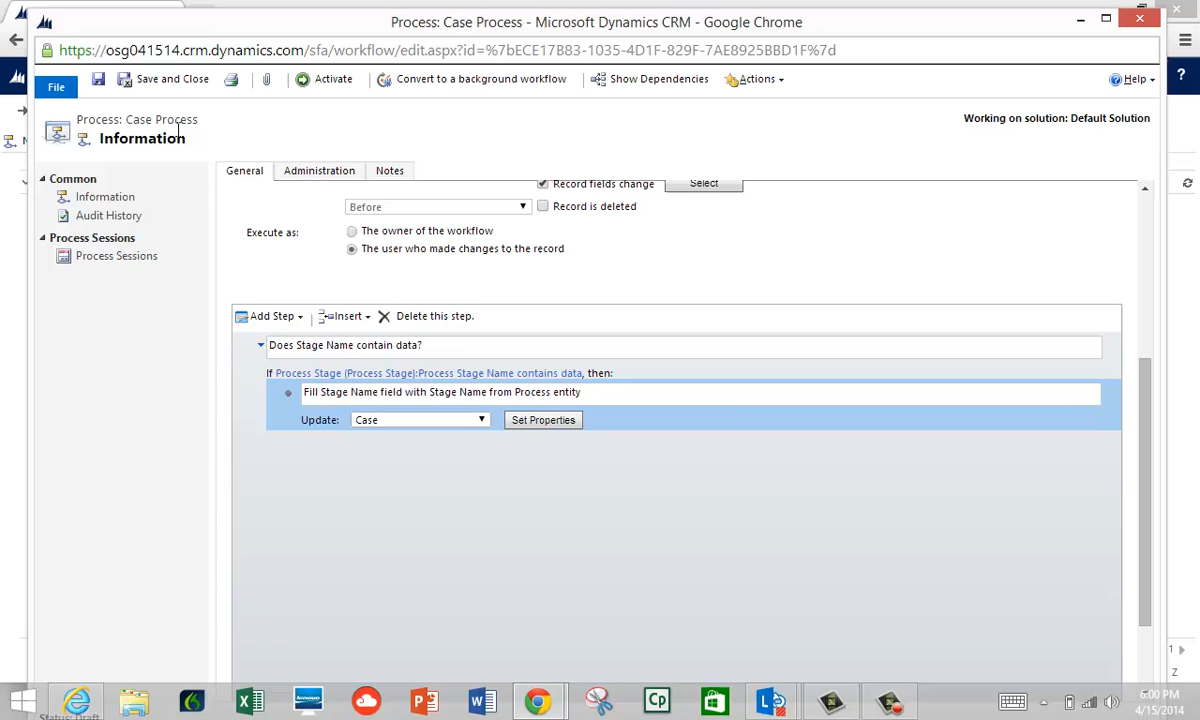 Process: Case Process - Microsoft Dynamics CRM - Google Chrome
https://osg041514.crm.dynamics.com/sfa/workflow/edit.aspx?id=%7bECE17B83-1035-4D1F-829F-7AE8925BBD1F%7d
?
File
Save and Close
Activate
Convert to a background workflow
Show Dependencies
Actions
Help
Process: Case Process
Information
Working on solution: Default Solution
Common
Information
Audit History
Process Sessions
Process Sessions
General
Administration
Notes
Record fields change
Select
Before
Record is deleted
Execute as:
The owner of the workflow
The user who made changes to the record
Add Step
Insert
Delete this step.
Does Stage Name contain data?
If Process Stage (Process Stage):Process Stage Name contains data, then:
Fill Stage Name field with Stage Name from Process entity
Update:
Case
Set Properties
1
Z
Status: Draft
Lenovo
Cp
6:00 PM
4/15/2014